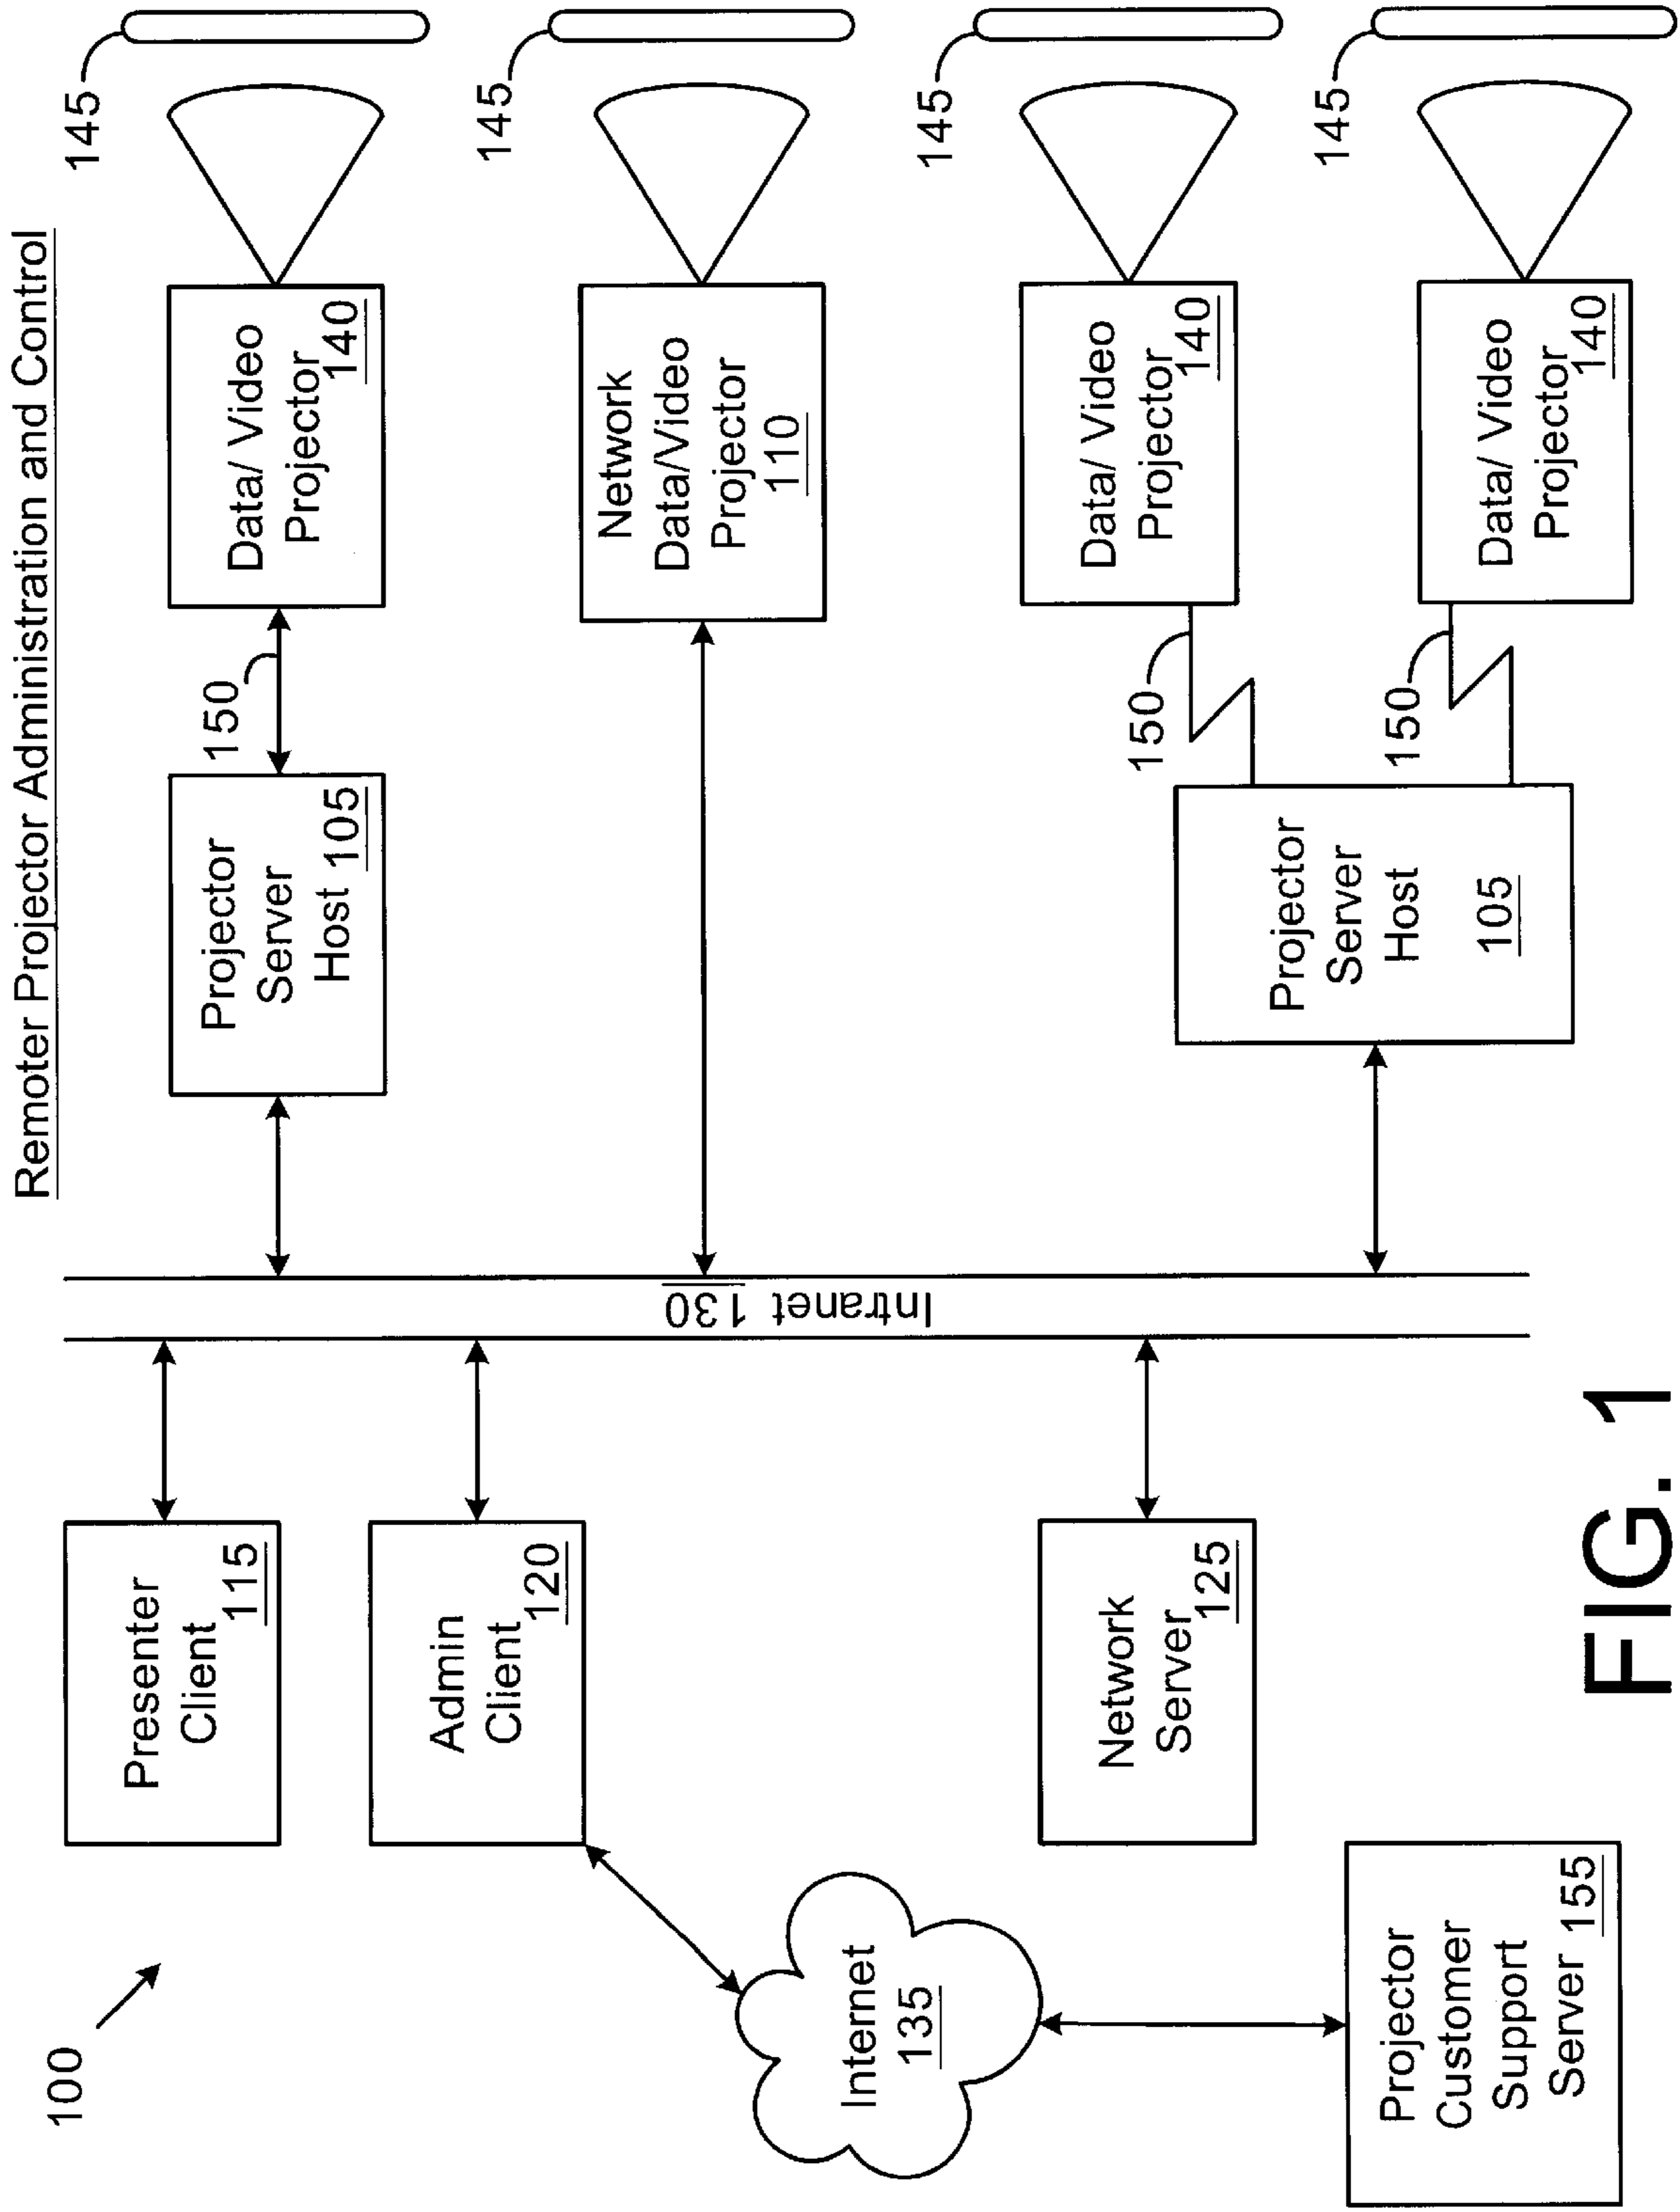 Remoter Projector Administration and Control
100
Presenter
Client
115
Admin
Client
120
Internet
135
Network
Server
125
Projector
Customer
Support
Server 155
Intranet 130
Projector
Server
Host 105
150
Data/ Video
Projector
140
145
Network
Data/Video
Projector
110
145
Projector
Server
Host
105
150
Data/ Video
Projector
140
145
150
Data/ Video
Projector
140
145
FIG. 1